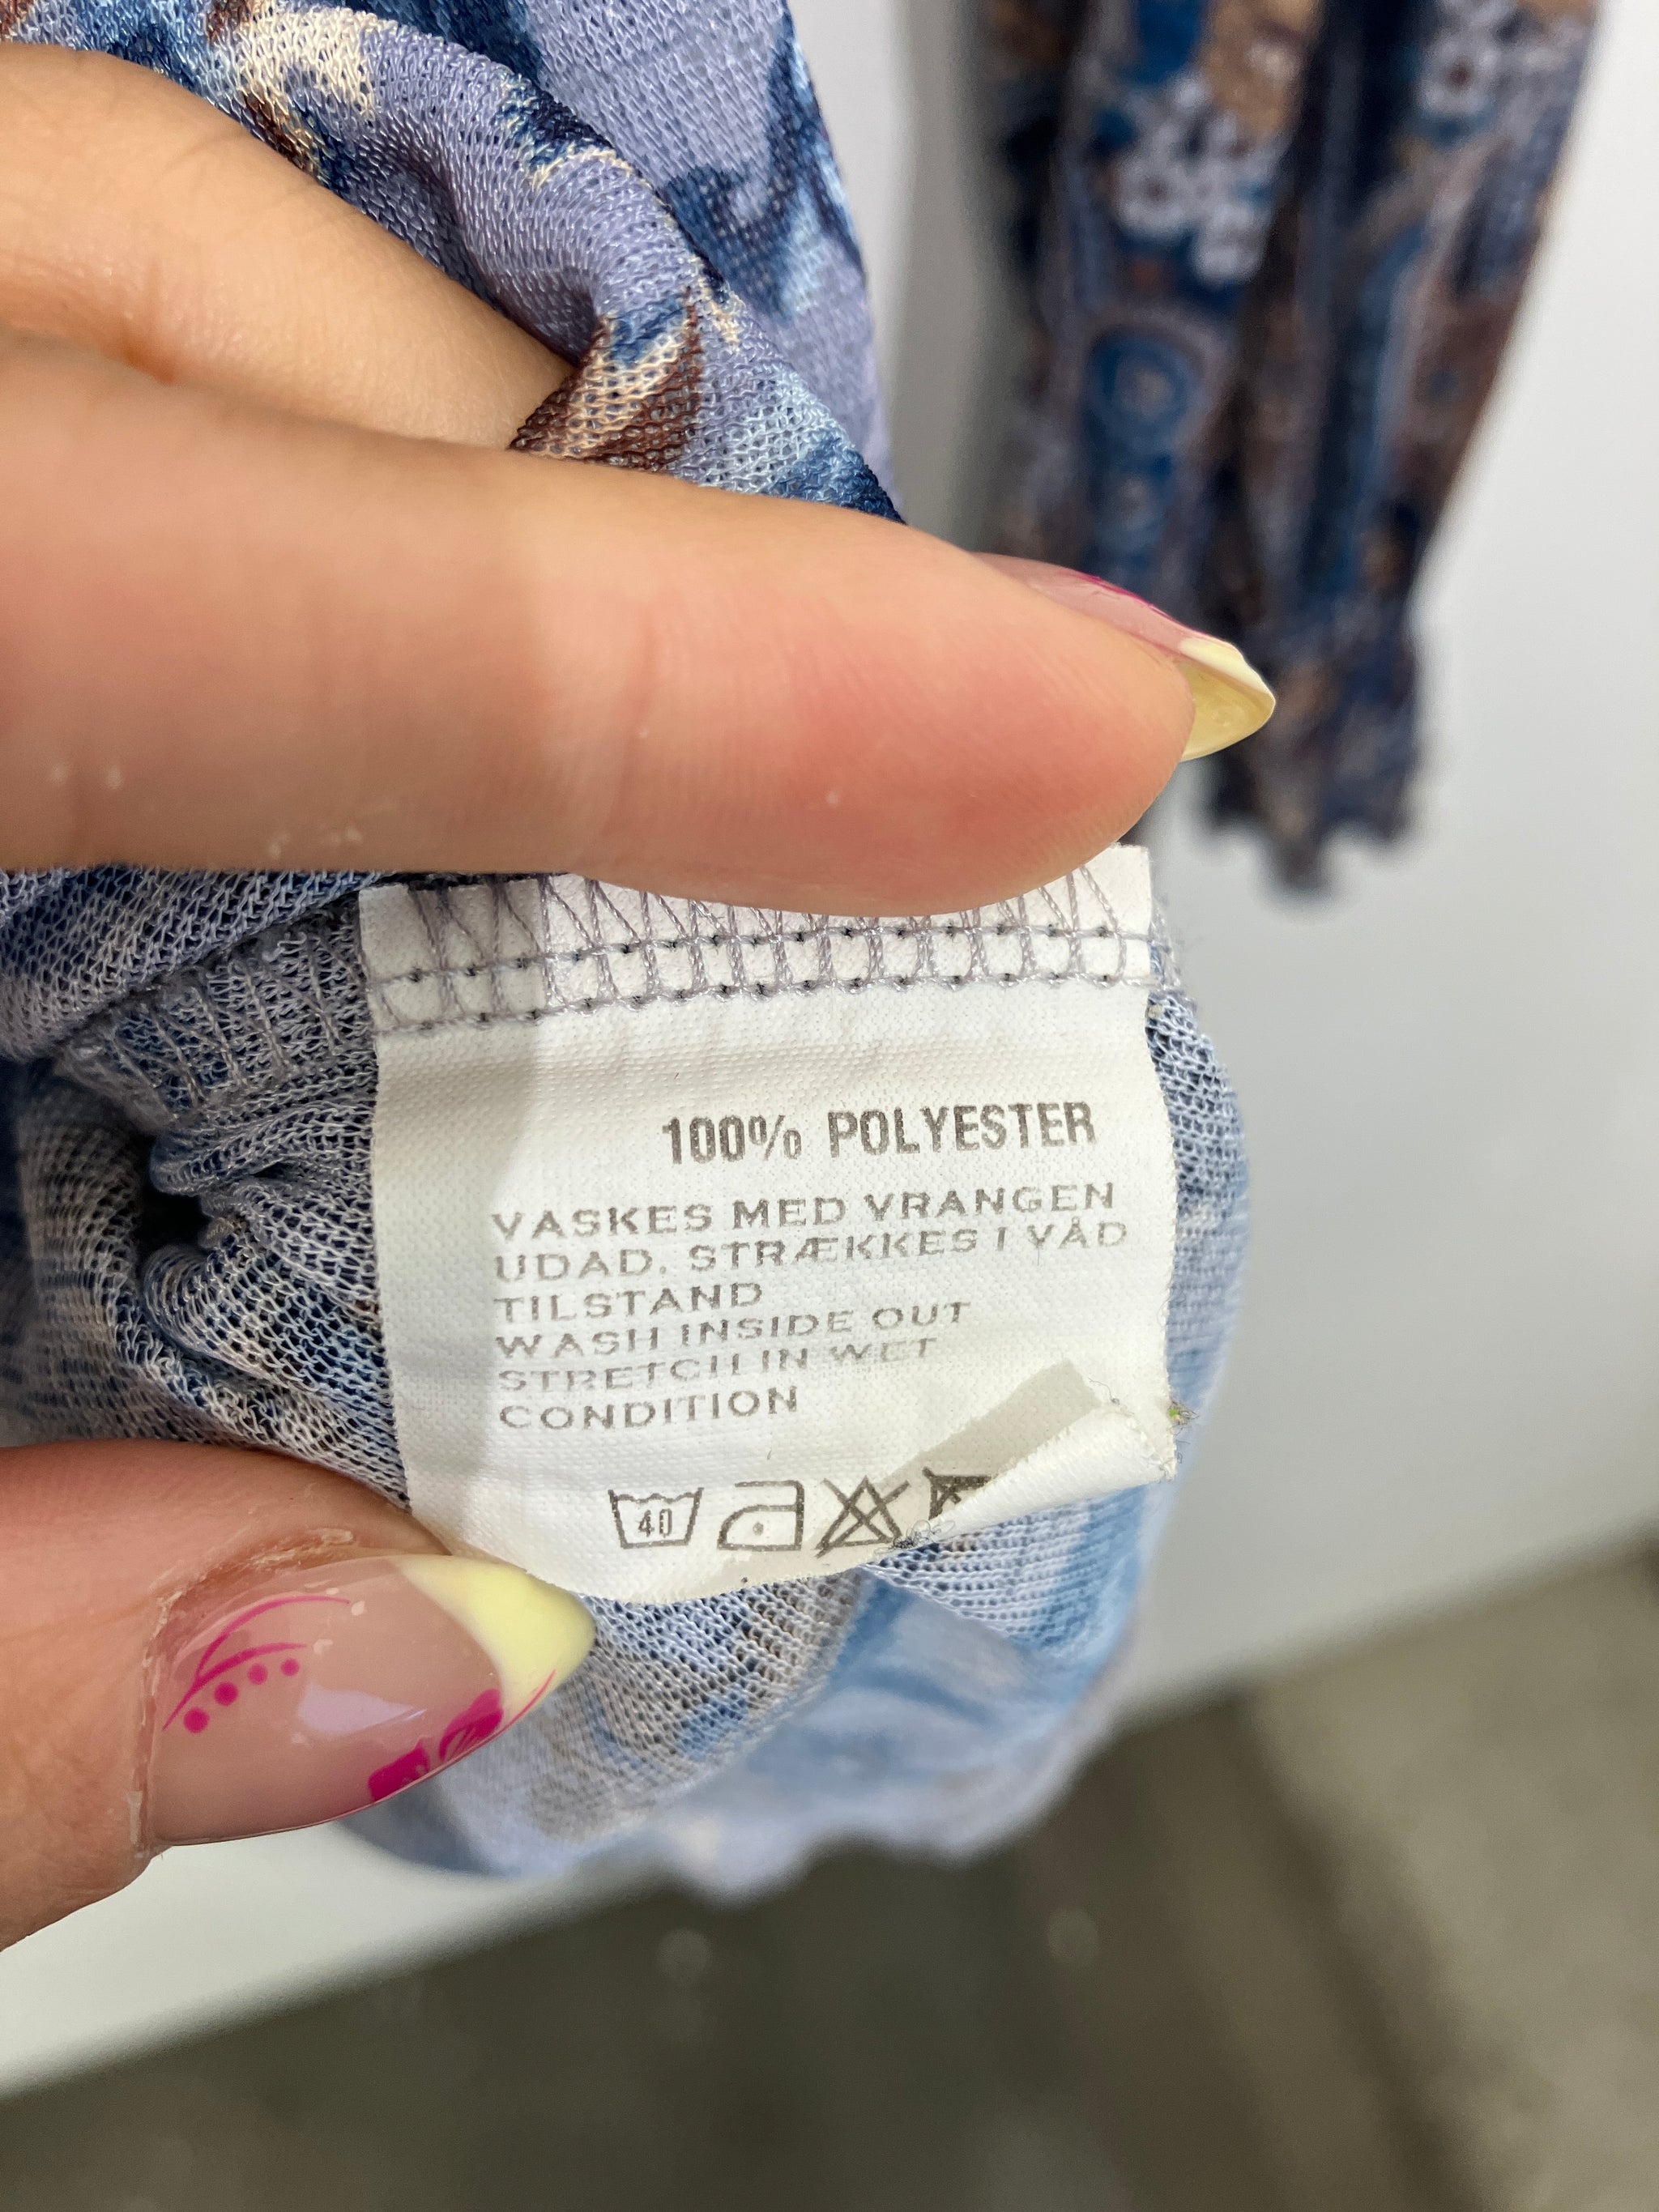 100% POLYESTER
VASKES MED VRANGEN
UDAD. STRÆKKES I VÅD
TILSTAND
WASH INSIDE OUT
STRETCH IN WET
CONDITION
40